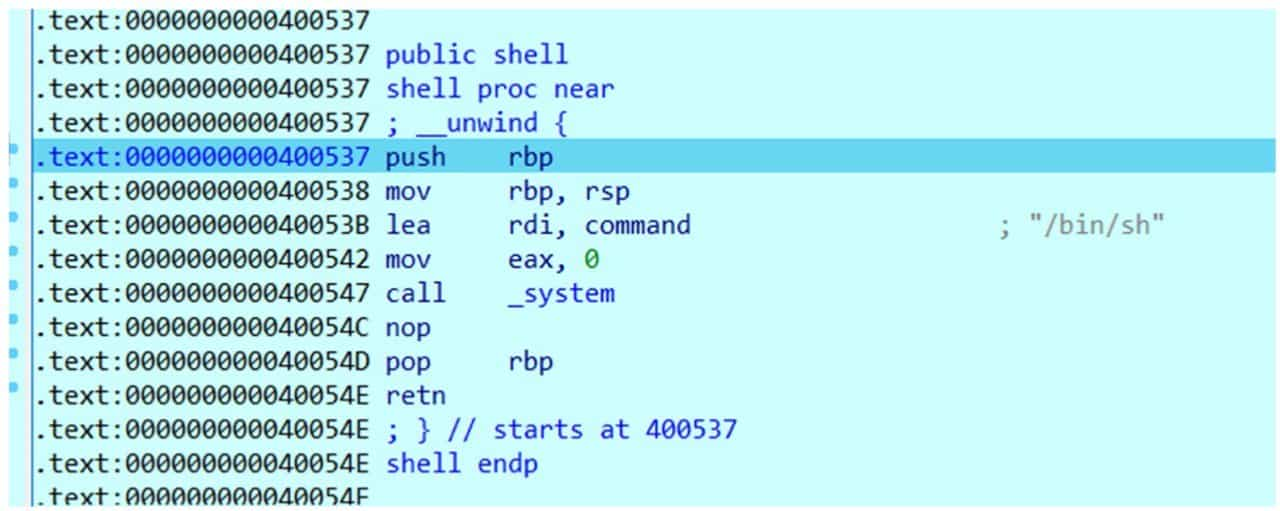 .text:0000000000400537
.text:0000000000400537 public shell
.text:0000000000400537 shell proc near
.text:0000000000400537 ; __unwind {
.text:0000000000400537 push    rbp
.text:0000000000400538 mov     rbp, rsp
.text:000000000040053B lea     rdi, command                    ; "/bin/sh"
.text:0000000000400542 mov     eax, 0
.text:0000000000400547 call    _system
.text:000000000040054C nop
.text:000000000040054D pop     rbp
.text:000000000040054E retn
.text:000000000040054E ; } // starts at 400537
.text:000000000040054E shell endp
.text:000000000040054F